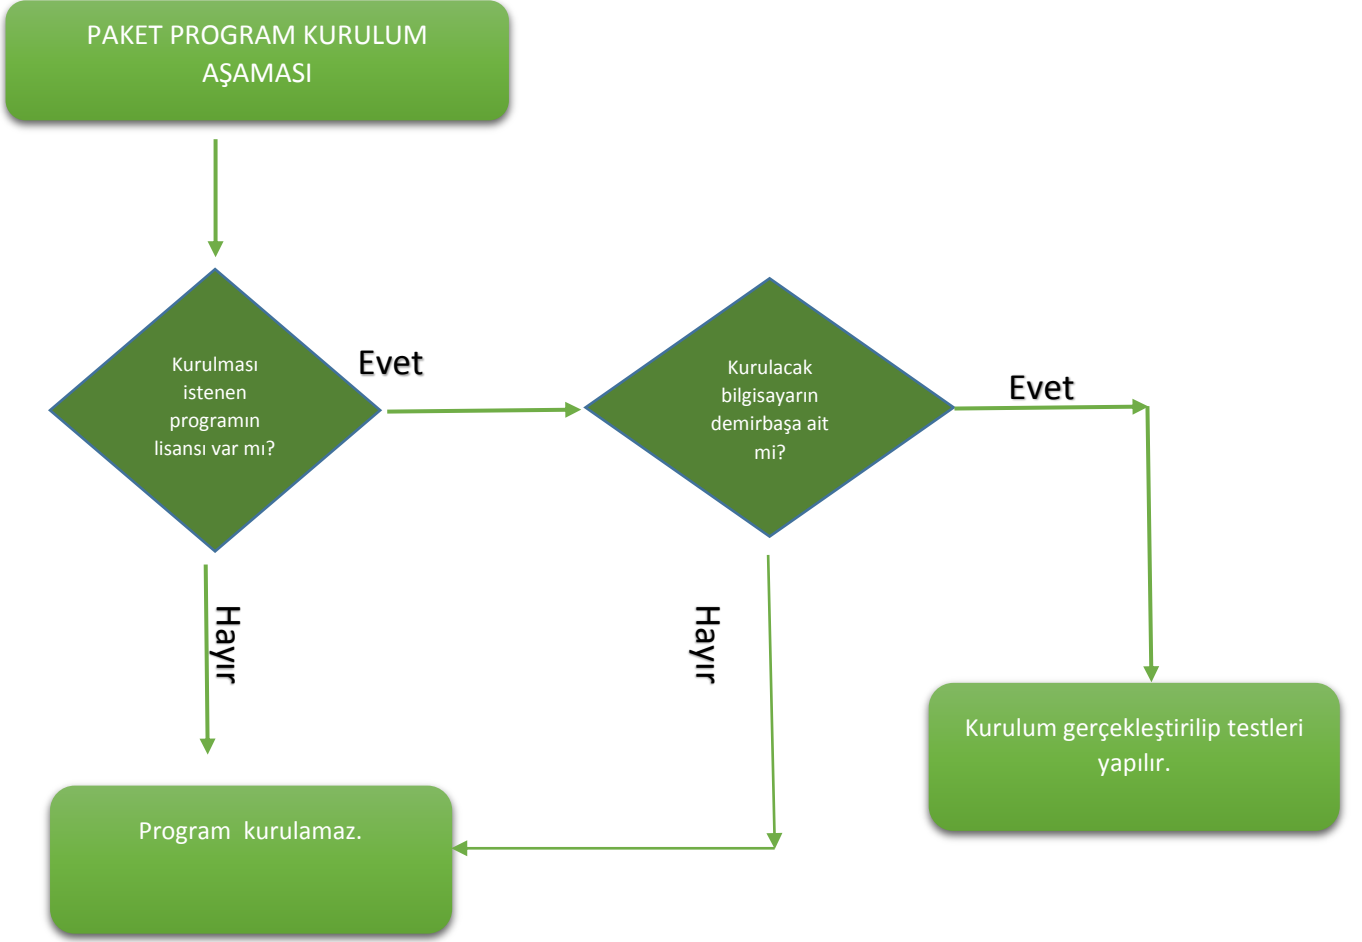 PAKET PROGRAM KURULUM
AŞAMASI
Kurulması
istenen
programın
lisansı var mı?
Evet
Kurulacak
bilgisayarın
demirbaşa ait
mi?
Evet
Hayır
Hayır
Kurulum gerçekleştirilip testleri
yapılır.
Program kurulamaz.